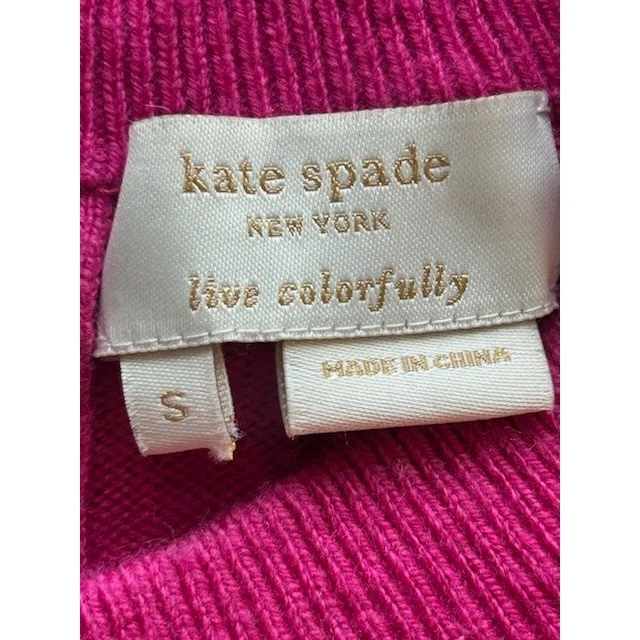 kate spade
NEW YORK
live colorfully
S
MADE IN CHINA